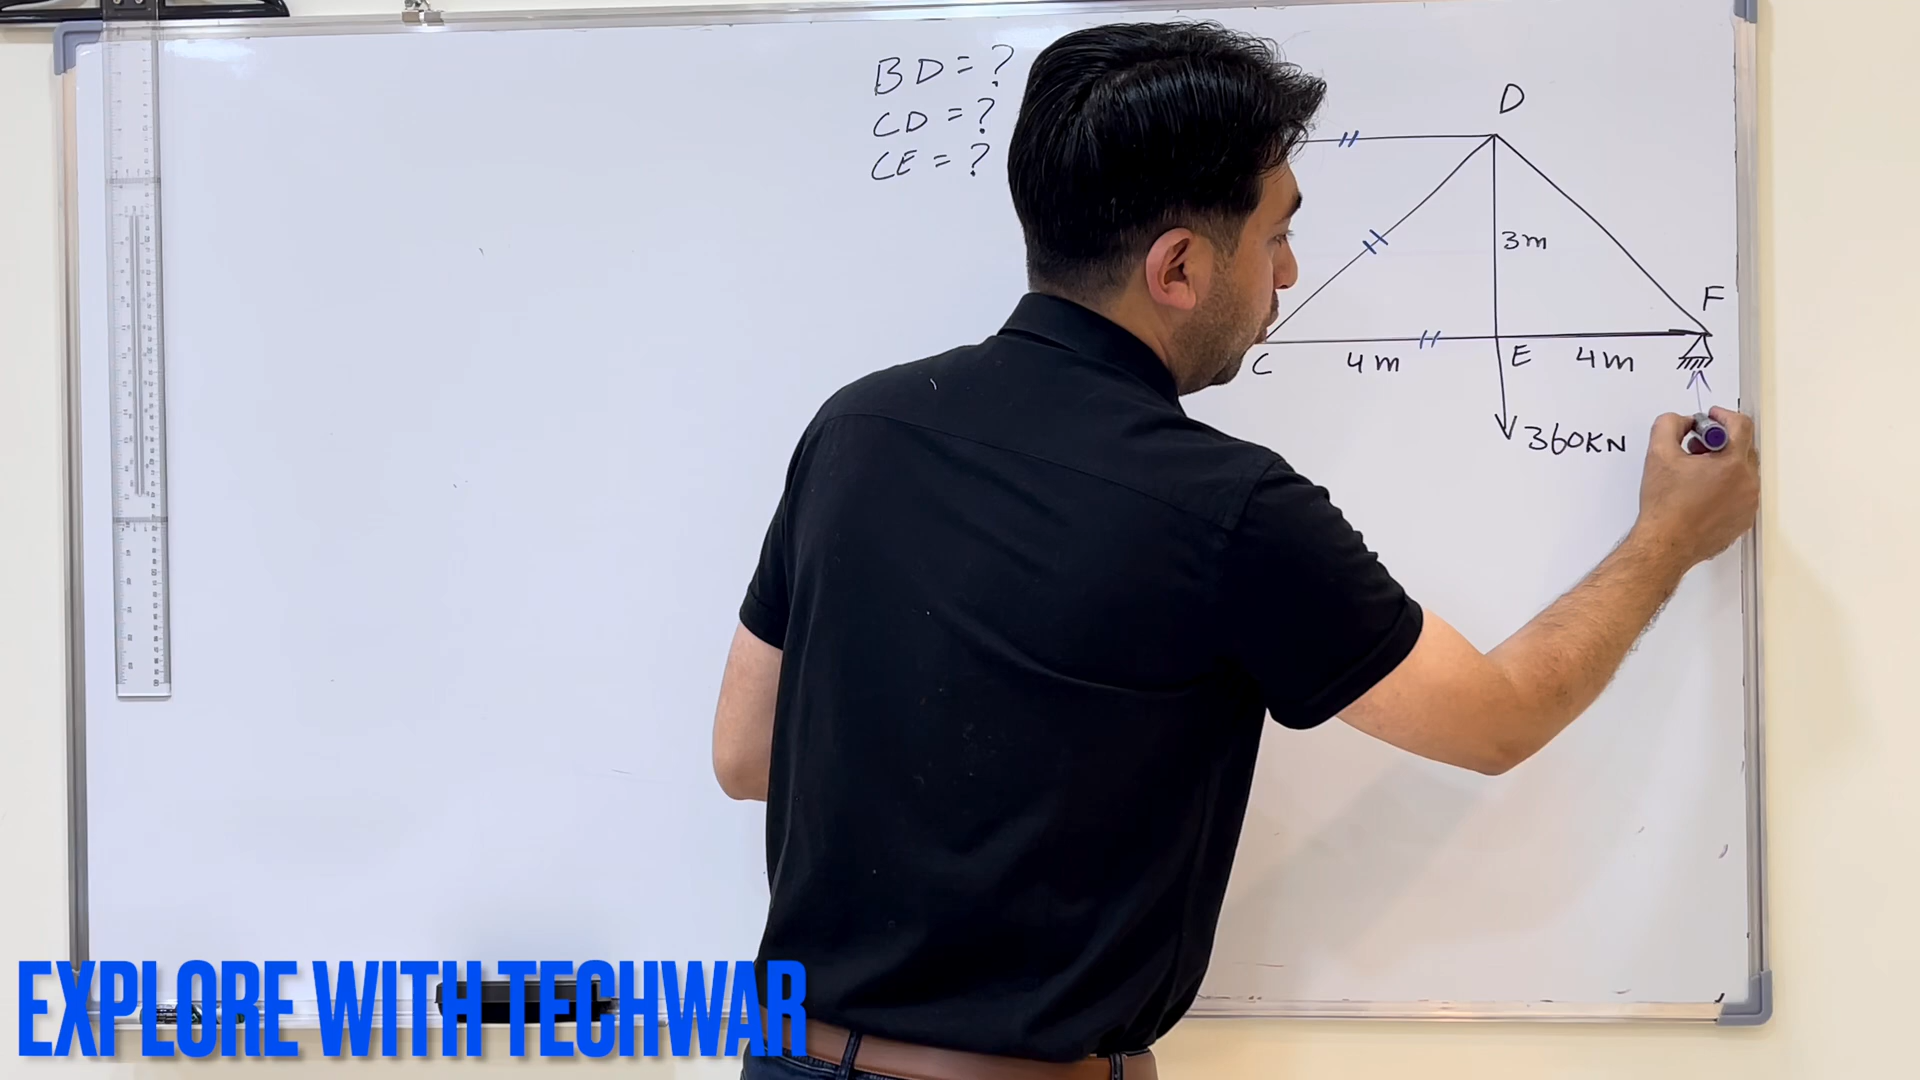 BD = ?
CD = ?
CE = ?
D
3m
F
C
4m
E
4m
360KN
EXPLORE WITH TECHWAR